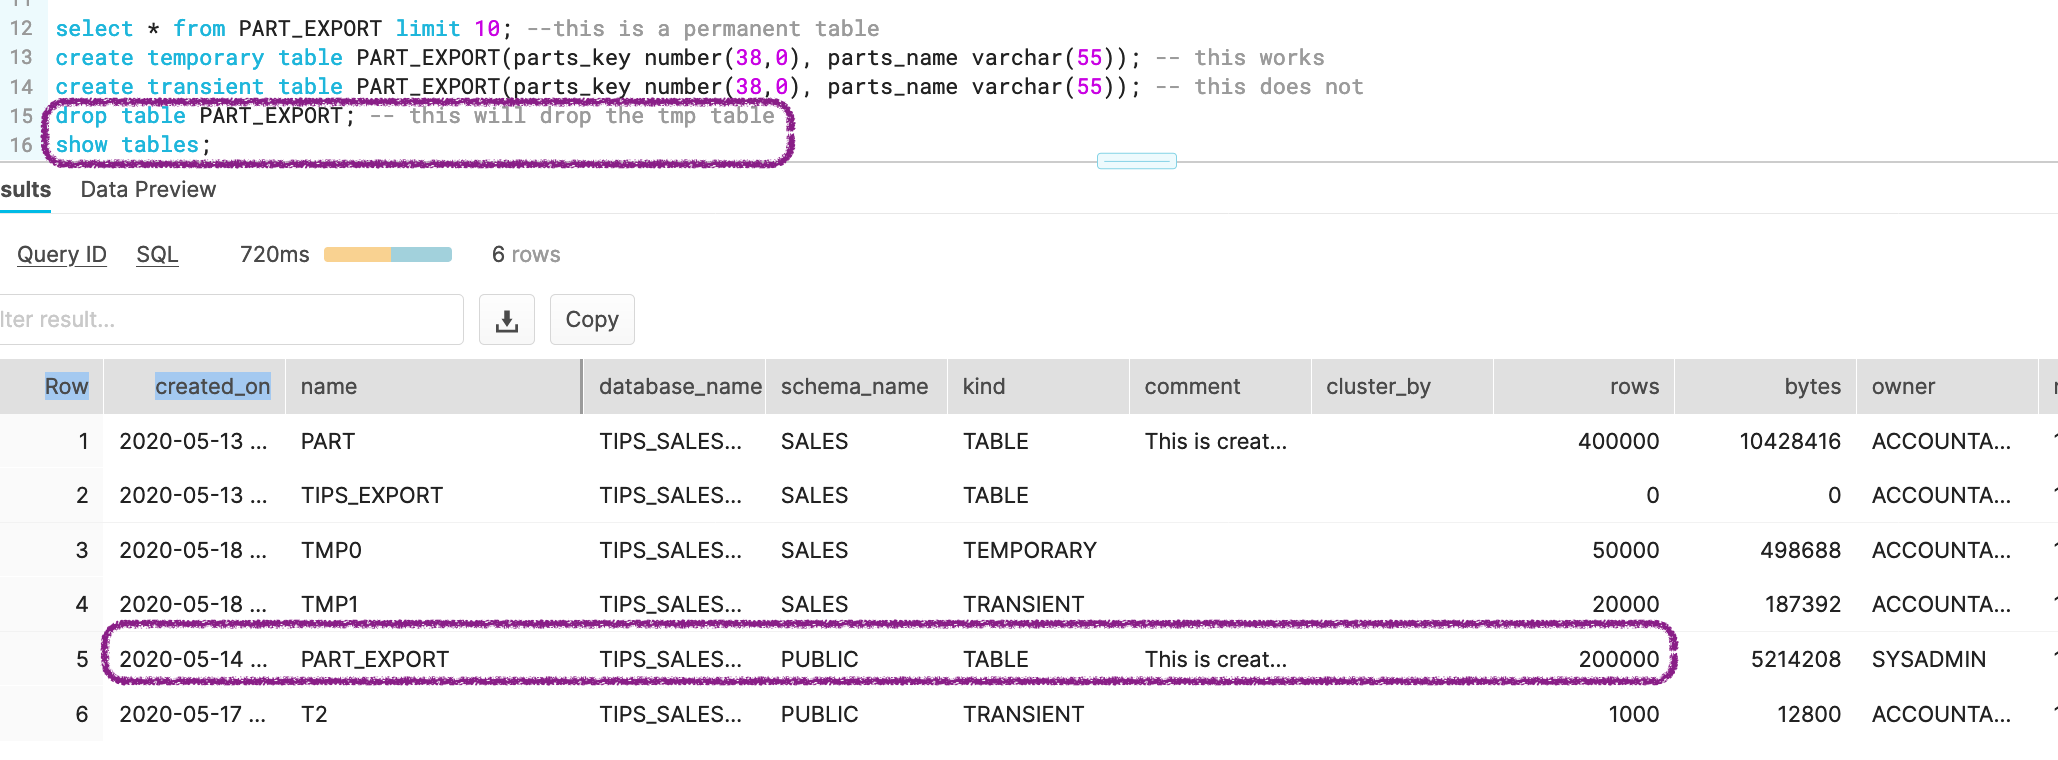 12 select * from PART_EXPORT limit 10; --this is a permanent table
13 create temporary table PART_EXPORT(parts_key number(38,0), parts_name varchar(55)); -- this works
14 create transient table PART_EXPORT(parts_key number(38,0), parts_name varchar(55)); -- this does not
15 drop table PART_EXPORT; -- this will drop the tmp table
16 show tables;
sults Data Preview
Query ID SQL 720ms 6 rows
lter result... Copy
Row created_on name database_name schema_name kind comment cluster_by rows bytes owner
1 2020-05-13 ... PART TIPS_SALES... SALES TABLE This is creat... 400000 10428416 ACCOUNTA...
2 2020-05-13 ... TIPS_EXPORT TIPS_SALES... SALES TABLE 0 0 ACCOUNTA...
3 2020-05-18 ... TMP0 TIPS_SALES... SALES TEMPORARY 50000 498688 ACCOUNTA...
4 2020-05-18 ... TMP1 TIPS_SALES... SALES TRANSIENT 20000 187392 ACCOUNTA...
5 2020-05-14 ... PART_EXPORT TIPS_SALES... PUBLIC TABLE This is creat... 200000 5214208 SYSADMIN
6 2020-05-17 ... T2 TIPS_SALES... PUBLIC TRANSIENT 1000 12800 ACCOUNTA...